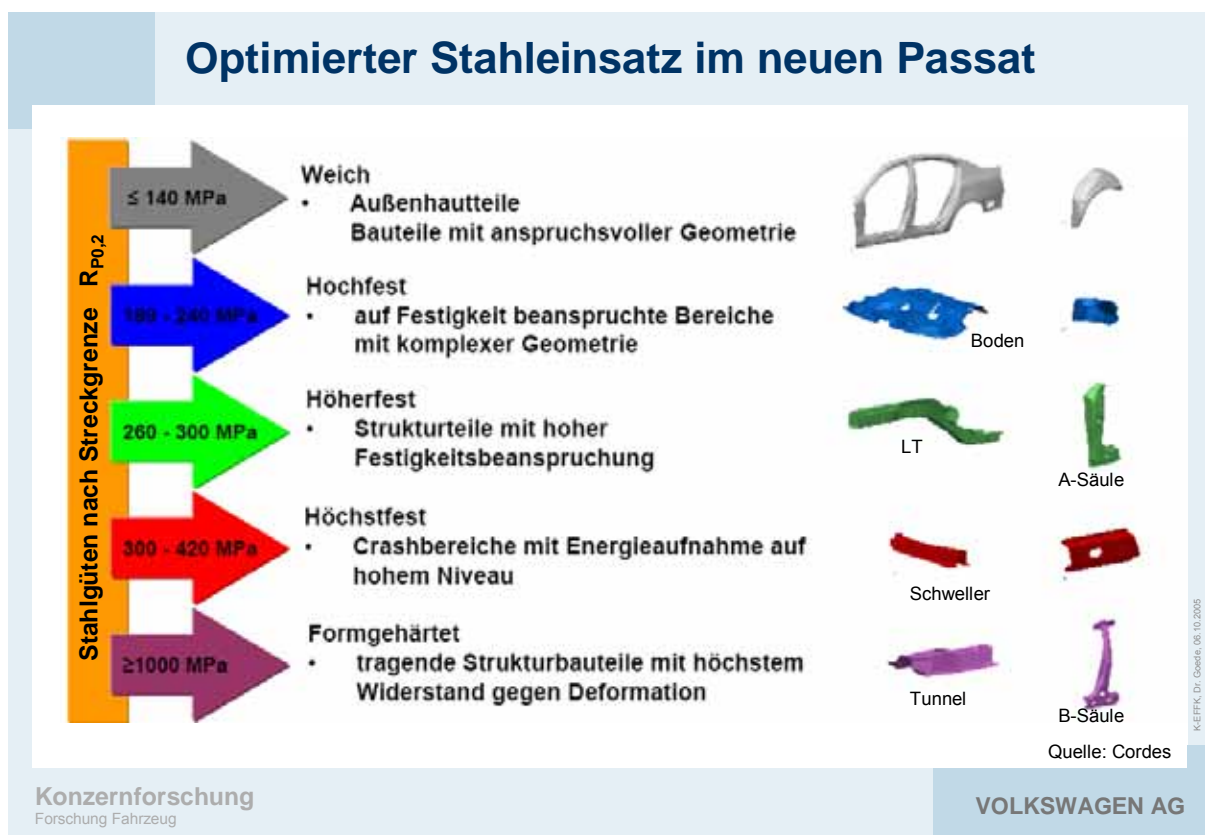 Optimierter Stahleinsatz im neuen Passat
Stahlgüten nach Streckgrenze RP0,2
≤ 140 MPa
Weich
• Außenhautteile
Bauteile mit anspruchsvoller Geometrie
180 - 240 MPa
Hochfest
• auf Festigkeit beanspruchte Bereiche
mit komplexer Geometrie
Boden
260 - 300 MPa
Höherfest
• Strukturteile mit hoher
Festigkeitsbeanspruchung
LT
A-Säule
300 - 420 MPa
Höchstfest
• Crashbereiche mit Energieaufnahme auf
hohem Niveau
Schweller
≥1000 MPa
Formgehärtet
• tragende Strukturbauteile mit höchstem
Widerstand gegen Deformation
Tunnel
B-Säule
Quelle: Cordes
K-EFFK, Dr. Goede, 06.10.2005
Konzernforschung
Forschung Fahrzeug
VOLKSWAGEN AG